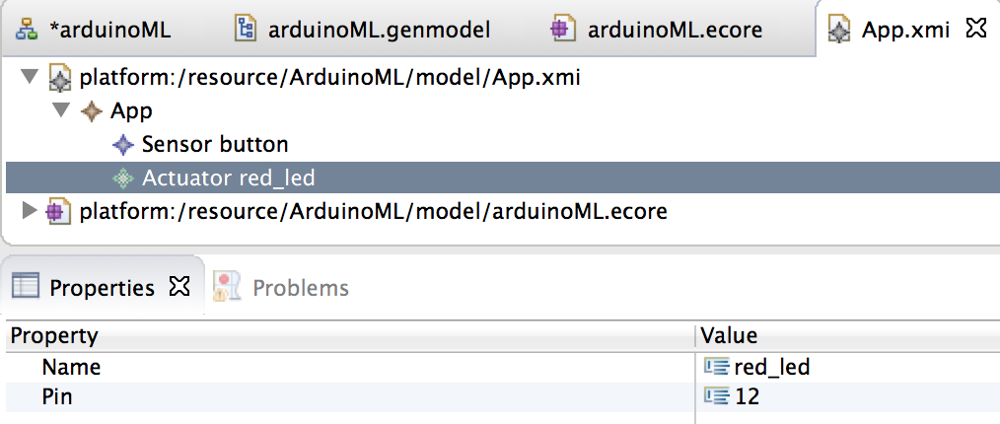 *arduinoML arduinoML.genmodel arduinoML.ecore App.xmi
platform:/resource/ArduinoML/model/App.xmi
App
Sensor button
Actuator red_led
platform:/resource/ArduinoML/model/arduinoML.ecore
Properties Problems
Property Value
Name red_led
Pin 12